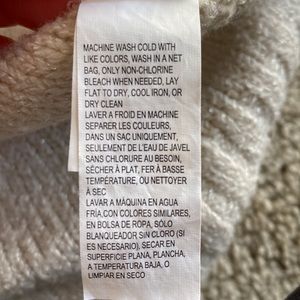 MACHINE WASH COLD WITH
LIKE COLORS, WASH IN A NET
BAG, ONLY NON-CHLORINE
BLEACH WHEN NEEDED, LAY
FLAT TO DRY, COOL IRON, OR
DRY CLEAN
LAVER A FROID EN MACHINE
SEPARER LES COULEURS,
DANS UN SAC UNIQUEMENT,
SEULEMENT DE L'EAU DE JAVEL
SANS CHLORURE AU BESOIN,
SÉCHER À PLAT, FER À BASSE
TEMPÉRATURE, OU NETTOYER
À SEC
LAVAR A MÁQUINA EN AGUA
FRÍA.CON COLORES SIMILARES,
EN BOLSA DE ROPA, SÓLO
BLANQUEADOR SIN CLORO (SI
ES NECESARIO). SECAR EN
SUPERFICIE PLANA, PLANCHA,
A TEMPERATURA BAJA, O
LIMPIAR EN SECO